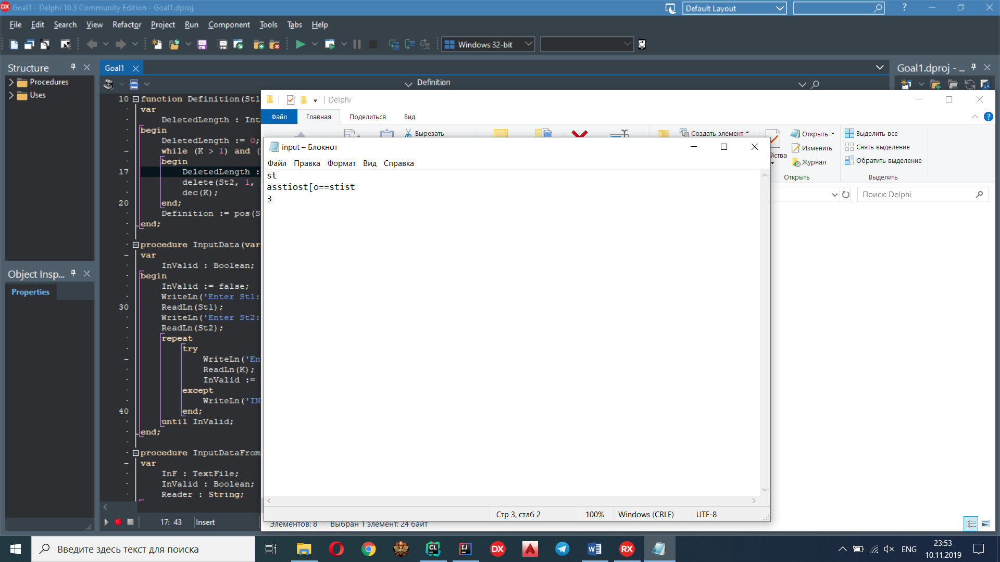 Goal1 - Delphi 10.3 Community Edition - Goal1.dproj
Default Layout
File Edit Search View Refactor Project Run Component Tools Tabs Help
Windows 32-bit
Structure
Procedures
Uses
Object Insp...
Properties
Goal1
Definition
10 function Definition(St1
var
DeletedLength : Int
begin
DeletedLength := 0;
while (K > 1) and (
begin
17 DeletedLength :
delete(St2, 1,
dec(K);
20 end;
Definition := pos(S
end;
procedure InputData(var
var
InValid : Boolean;
begin
InValid := false;
WriteLn('Enter St1:
30 ReadLn(St1);
WriteLn('Enter St2:
ReadLn(St2);
repeat
try
WriteLn('En
ReadLn(K);
InValid :=
except
WriteLn('IN
40 end;
until InValid;
end;
procedure InputDataFrom
var
InF : TextFile;
InValid : Boolean;
Reader : String;
17: 43 Insert
Goal1.dproj - ...
Delphi
Файл Главная Поделиться Вид
Вырезать
Создать элемент
Открыть
Изменить
Журнал
Открыть
Выделить все
Снять выделение
Обратить выделение
Выделить
Поиск: Delphi
input – Блокнот
Файл Правка Формат Вид Справка
st
asstiost[o==stist
3
Стр 3, стлб 2 100% Windows (CRLF) UTF-8
Элементов: 8 Выбран 1 элемент: 24 байт
Введите здесь текст для поиска
ENG
23:53
10.11.2019